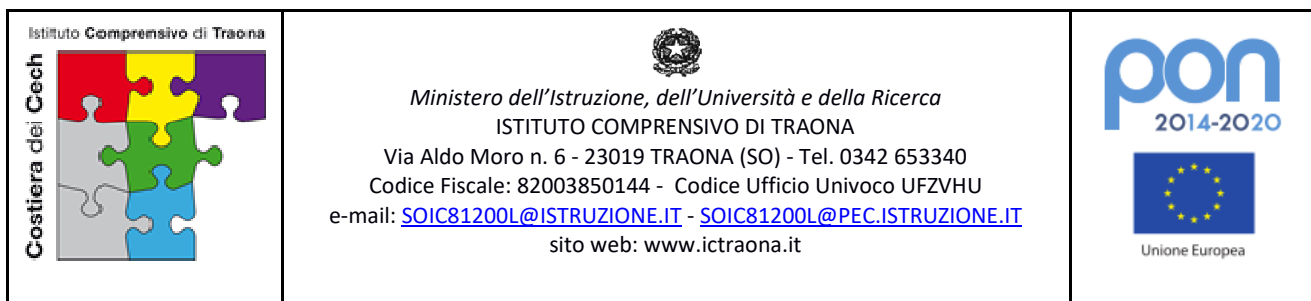 Istituto Comprensivo di Traona
Costiera dei Cech
Ministero dell'Istruzione, dell'Università e della Ricerca
ISTITUTO COMPRENSIVO DI TRAONA
Via Aldo Moro n. 6 - 23019 TRAONA (SO) - Tel. 0342 653340
Codice Fiscale: 82003850144 - Codice Ufficio Univoco UFZVHU
e-mail: SOIC81200L@ISTRUZIONE.IT - SOIC81200L@PEC.ISTRUZIONE.IT
sito web: www.ictraona.it
pon
2014-2020
Unione Europea